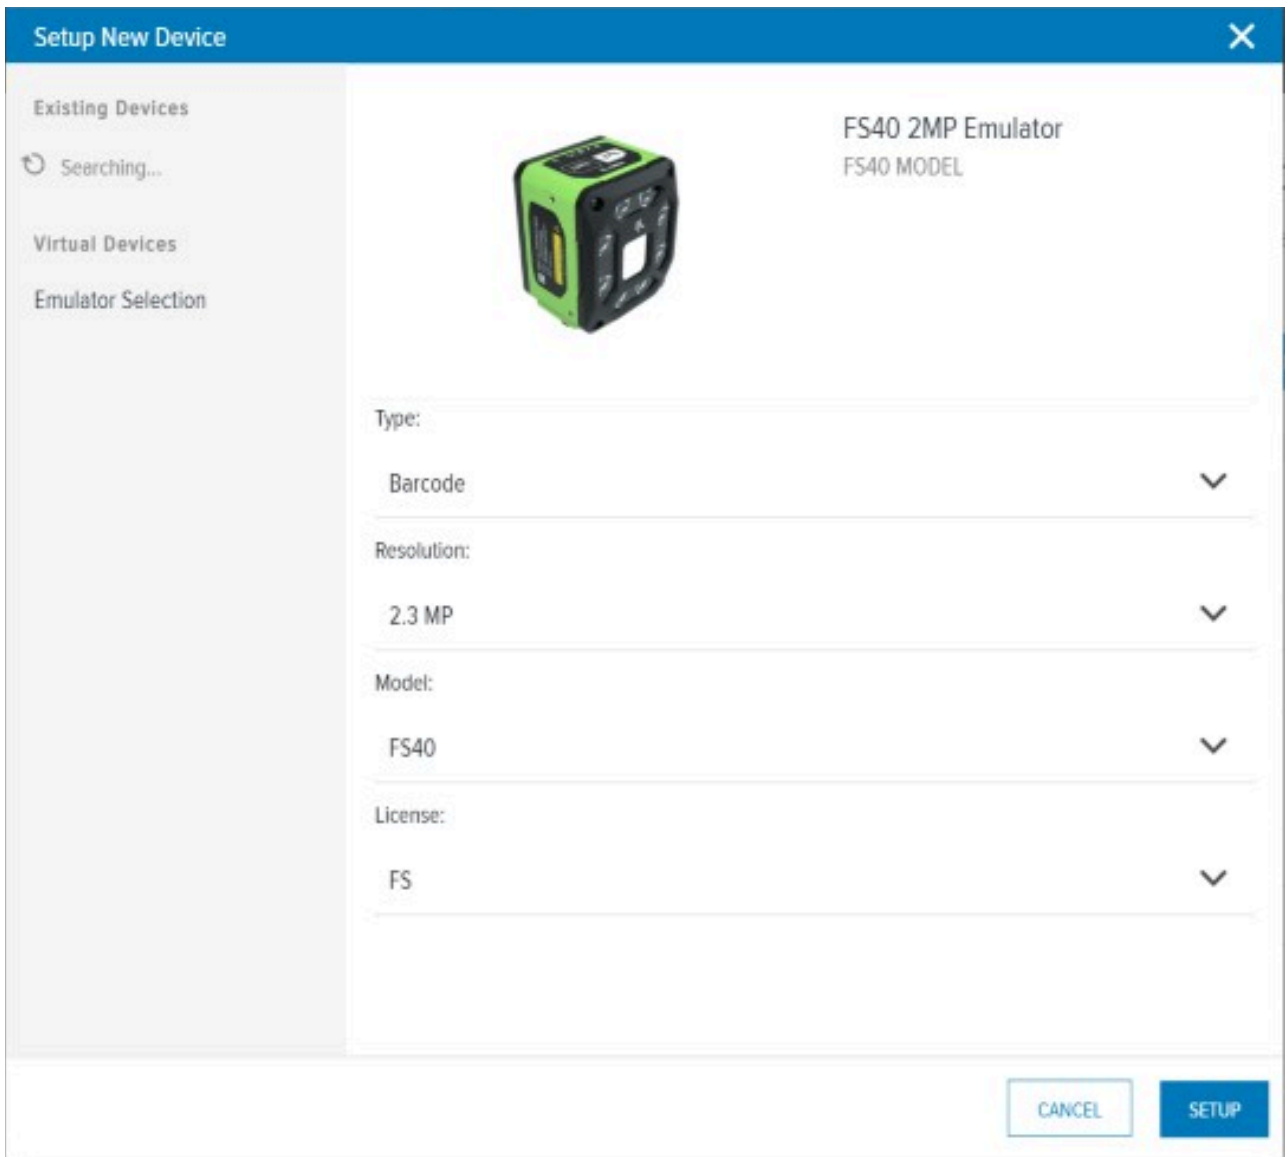 Setup New Device
Existing Devices
Searching...
Virtual Devices
Emulator Selection
FS40 2MP Emulator
FS40 MODEL
Type:
Barcode
Resolution:
2.3 MP
Model:
FS40
License:
FS
CANCEL
SETUP